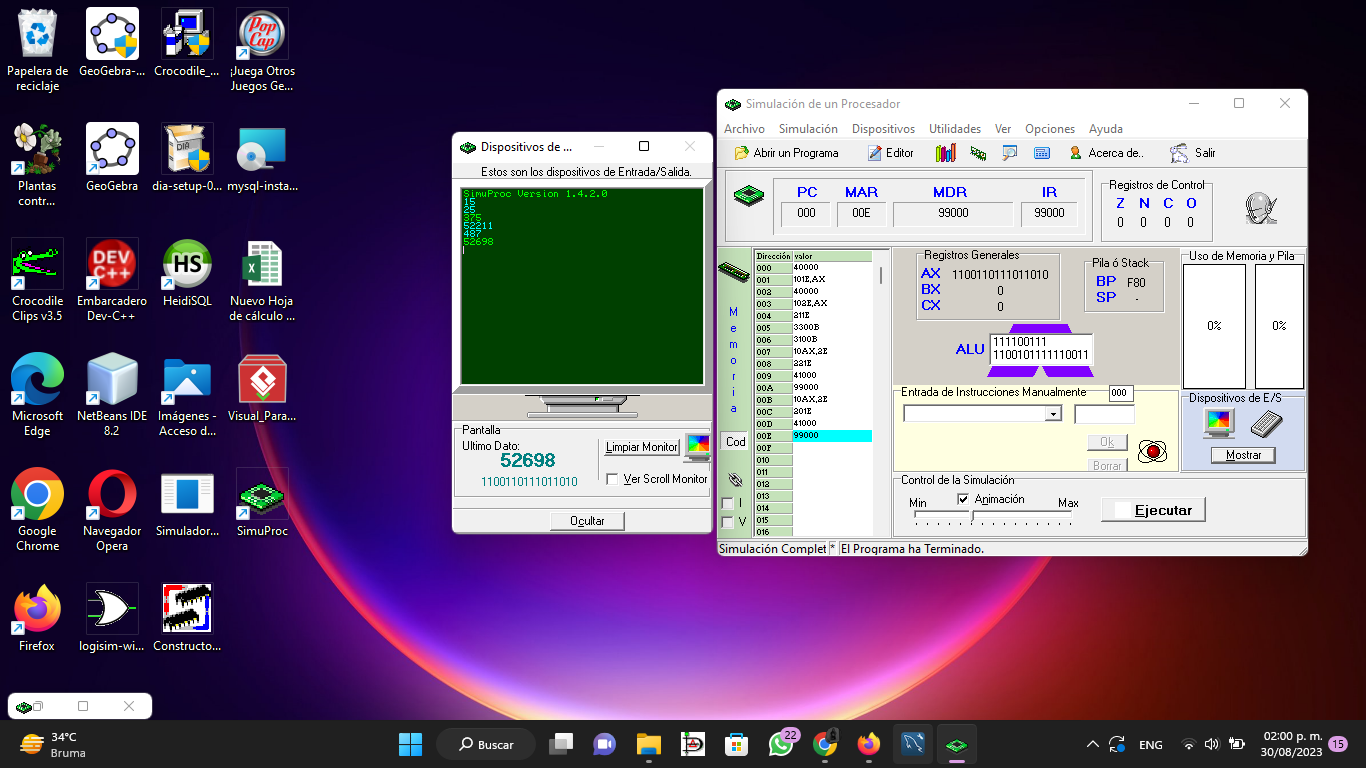 Papelera de
reciclaje
GeoGebra-...
Crocodile_...
¡Juega Otros
Juegos Ge...
Plantas
contr...
GeoGebra
dia-setup-0...
mysql-insta...
Crocodile
Clips v3.5
Embarcadero
Dev-C++
HeidiSQL
Nuevo Hoja
de cálculo ...
Microsoft
Edge
NetBeans IDE
8.2
Imágenes -
Acceso d...
Visual_Para...
Google
Chrome
Navegador
Opera
Simulador...
SimuProc
Firefox
logisim-wi...
Constructo...
Dispositivos de ...
Estos son los dispositivos de Entrada/Salida.
SimuProc Version 1.4.2.0
15
25
375
52211
487
52698
Pantalla
Ultimo Dato:
52698
1100110111011010
Limpiar Monitor
Ver Scroll Monitor
Ocultar
Simulación de un Procesador
Archivo Simulación Dispositivos Utilidades Ver Opciones Ayuda
Abrir un Programa Editor Acerca de.. Salir
PC MAR MDR IR
000 00E 99000 99000
Registros de Control
Z N C O
0 0 0 0
Memoria
Cod
I
V
Dirección valor
000 40000
001 101E,AX
002 40000
003 102E,AX
004 211E
005 3300B
006 3100B
007 10AX,2E
008 221E
009 41000
00A 99000
00B 10AX,2E
00C 201E
00D 41000
00E 99000
00F
010
011
012
013
014
015
016
Registros Generales
AX 1100110111011010
BX 0
CX 0
Pila ó Stack
BP F80
SP -
ALU
111100111
1100101111110011
Uso de Memoria y Pila
0% 0%
Entrada de Instrucciones Manualmente 000
Ok
Borrar
Dispositivos de E/S
Mostrar
Control de la Simulación
Min Animación Max
Ejecutar
Simulación Complet * El Programa ha Terminado.
34°C
Bruma
Buscar
22
ENG
02:00 p. m.
30/08/2023
15